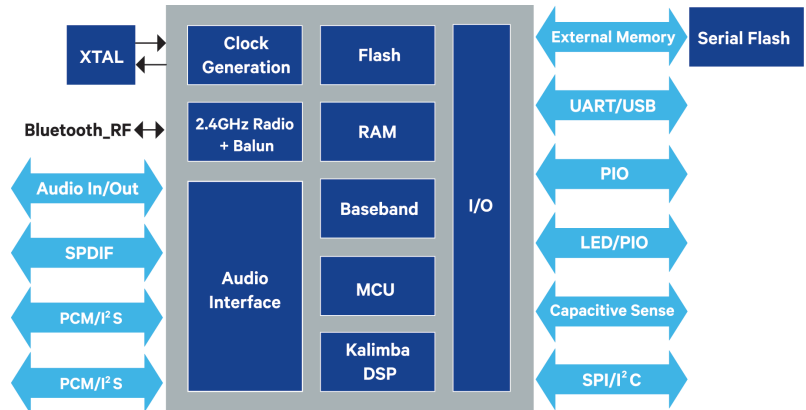 XTAL
Clock
Generation
Flash
External Memory
Serial Flash
UART/USB
Bluetooth_RF
2.4GHz Radio
+ Balun
RAM
PIO
Audio In/Out
Baseband
I/O
SPDIF
LED/PIO
Audio
Interface
MCU
PCM/I²S
Capacitive Sense
Kalimba
DSP
PCM/I²S
SPI/I²C